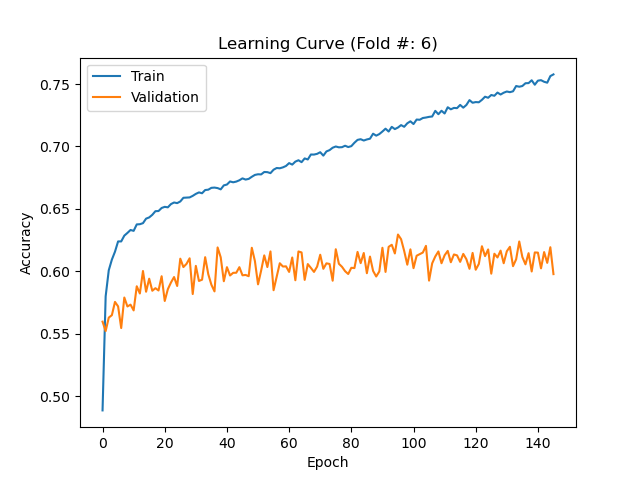 Learning Curve (Fold #: 6)
Train
Validation
Accuracy
0.75
0.70
0.65
0.60
0.55
0.50
0 20 40 60 80 100 120 140
Epoch